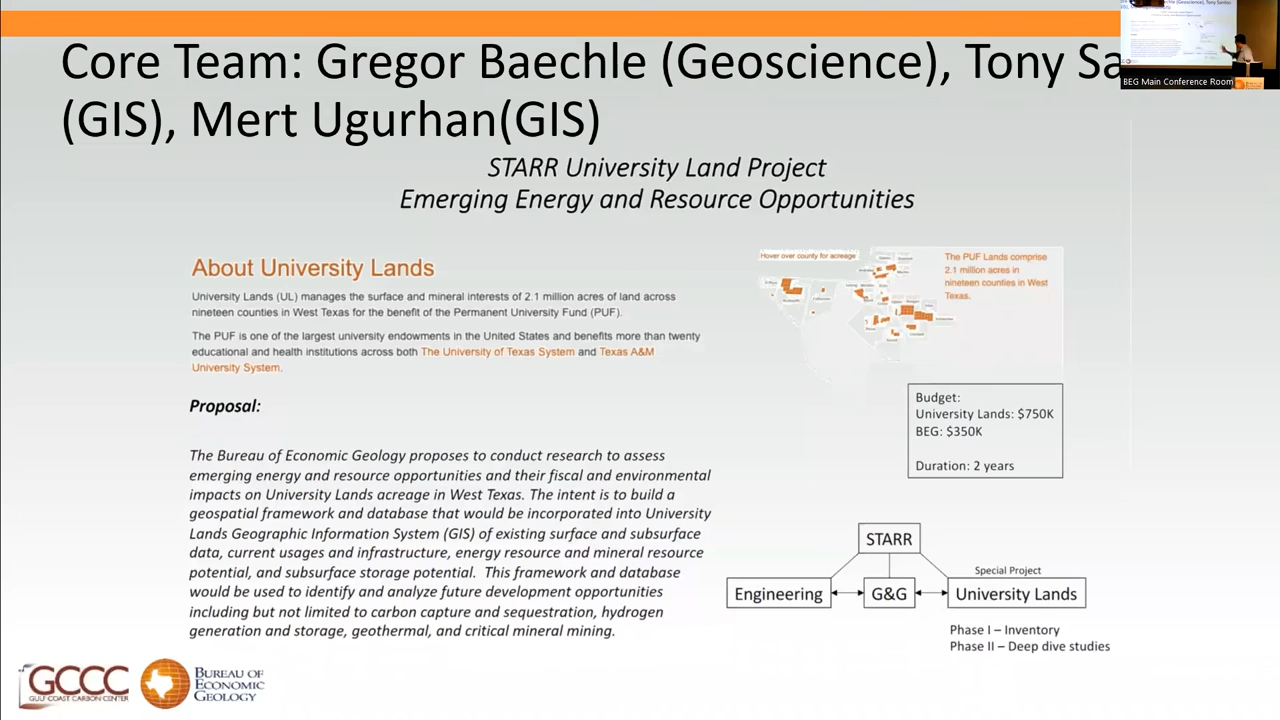 Core Team: Gregor Baechle (Geoscience), Tony
(GIS), Mert Ugurhan(GIS)
BEG Main Conference Room
STARR University Land Project
Emerging Energy and Resource Opportunities
About University Lands
University Lands (UL) manages the surface and mineral interests of 2.1 million acres of land across
nineteen counties in West Texas for the benefit of the Permanent University Fund (PUF).
The PUF is one of the largest university endowments in the United States and benefits more than twenty
educational and health institutions across both The University of Texas System and Texas A&M
University System.
Hover over county for acreage
The PUF Lands comprise
2.1 million acres in
nineteen counties in West
Texas.
Budget:
University Lands: $750K
BEG: $350K
Duration: 2 years
Proposal:
The Bureau of Economic Geology proposes to conduct research to assess
emerging energy and resource opportunities and their fiscal and environmental
impacts on University Lands acreage in West Texas. The intent is to build a
geospatial framework and database that would be incorporated into University
Lands Geographic Information System (GIS) of existing surface and subsurface
data, current usages and infrastructure, energy resource and mineral resource
potential, and subsurface storage potential.  This framework and database
would be used to identify and analyze future development opportunities
including but not limited to carbon capture and sequestration, hydrogen
generation and storage, geothermal, and critical mineral mining.
STARR
Special Project
Engineering
G&G
University Lands
Phase I – Inventory
Phase II – Deep dive studies
GCCC
GULF COAST CARBON CENTER
BUREAU OF
ECONOMIC
GEOLOGY